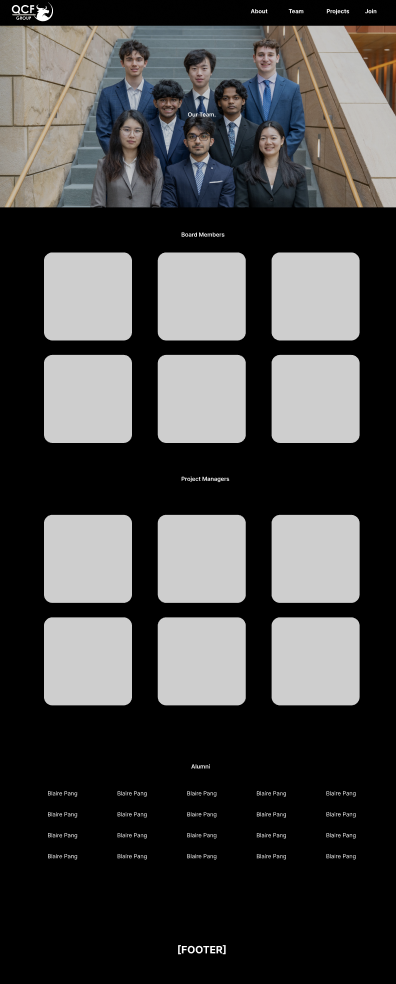 QCF
GROUP
About Team Projects Join
Our Team.
Board Members
Project Managers
Alumni
Blaire Pang Blaire Pang Blaire Pang Blaire Pang Blaire Pang
Blaire Pang Blaire Pang Blaire Pang Blaire Pang Blaire Pang
Blaire Pang Blaire Pang Blaire Pang Blaire Pang Blaire Pang
Blaire Pang Blaire Pang Blaire Pang Blaire Pang Blaire Pang
[FOOTER]